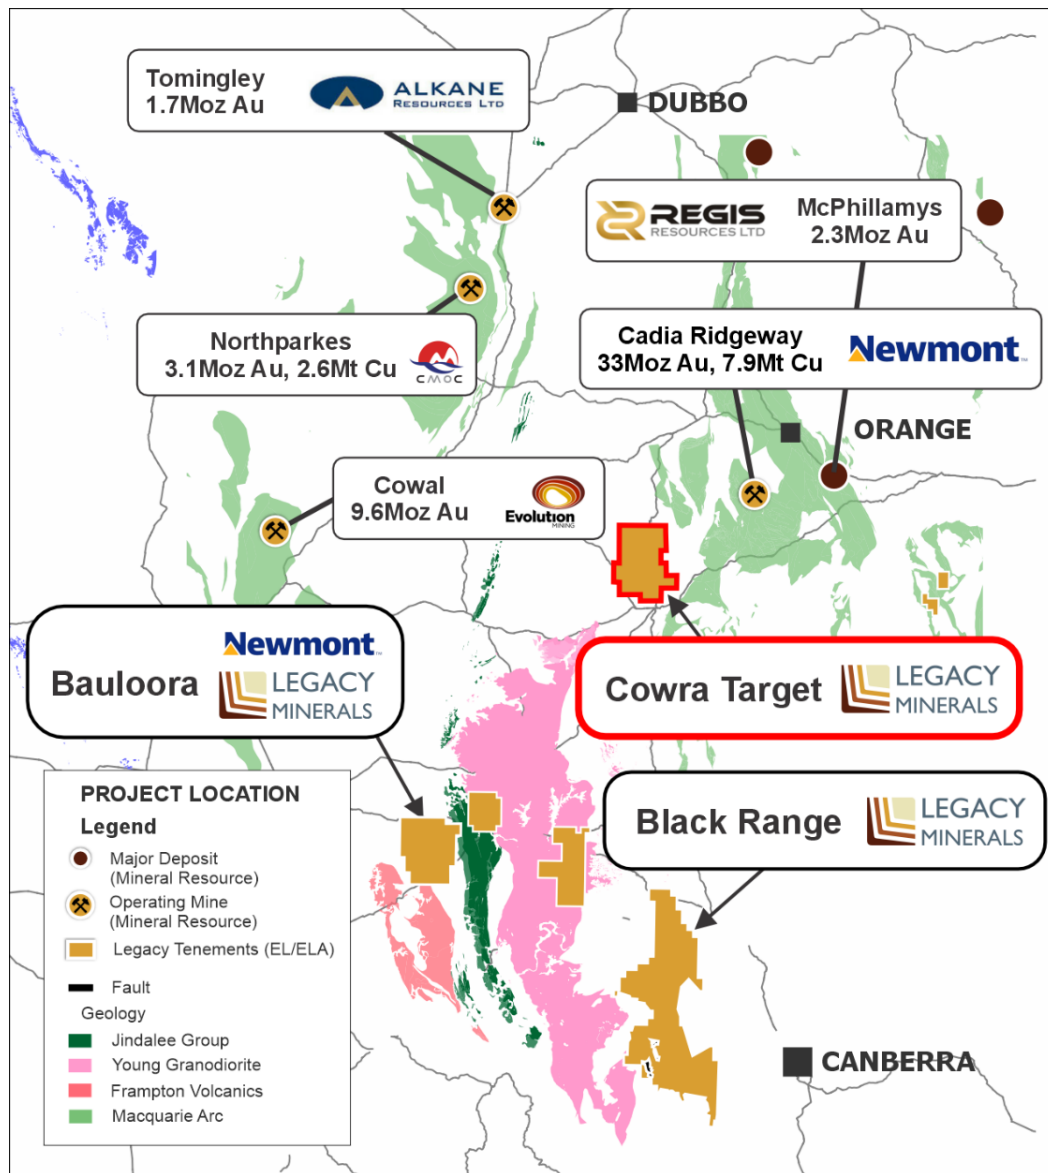 Tomingley
1.7Moz Au
ALKANE
RESOURCES LTD
DUBBO
REGIS
RESOURCES LTD
McPhillamys
2.3Moz Au
Northparkes
3.1Moz Au, 2.6Mt Cu
CMOC
Cadia Ridgeway
33Moz Au, 7.9Mt Cu
Newmont™
ORANGE
Cowal
9.6Moz Au
Evolution
MINING
Bauloora
Newmont™
LEGACY
MINERALS
Cowra Target
LEGACY
MINERALS
Black Range
LEGACY
MINERALS
PROJECT LOCATION
Legend
Major Deposit
(Mineral Resource)
Operating Mine
(Mineral Resource)
Legacy Tenements (EL/ELA)
Fault
Geology
Jindalee Group
Young Granodiorite
Frampton Volcanics
Macquarie Arc
CANBERRA